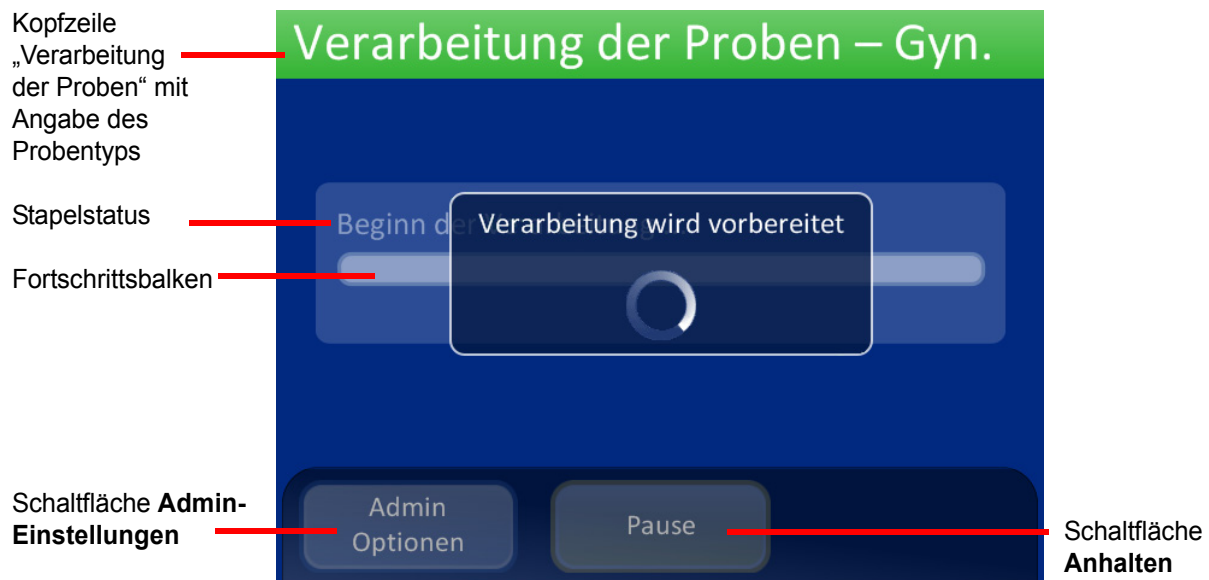 Kopfzeile
„Verarbeitung
der Proben“ mit
Angabe des
Probentyps
Verarbeitung der Proben – Gyn.
Stapelstatus
Beginn der
Verarbeitung wird vorbereitet
Fortschrittsbalken
Schaltfläche Admin-
Einstellungen
Admin
Optionen
Pause
Schaltfläche
Anhalten